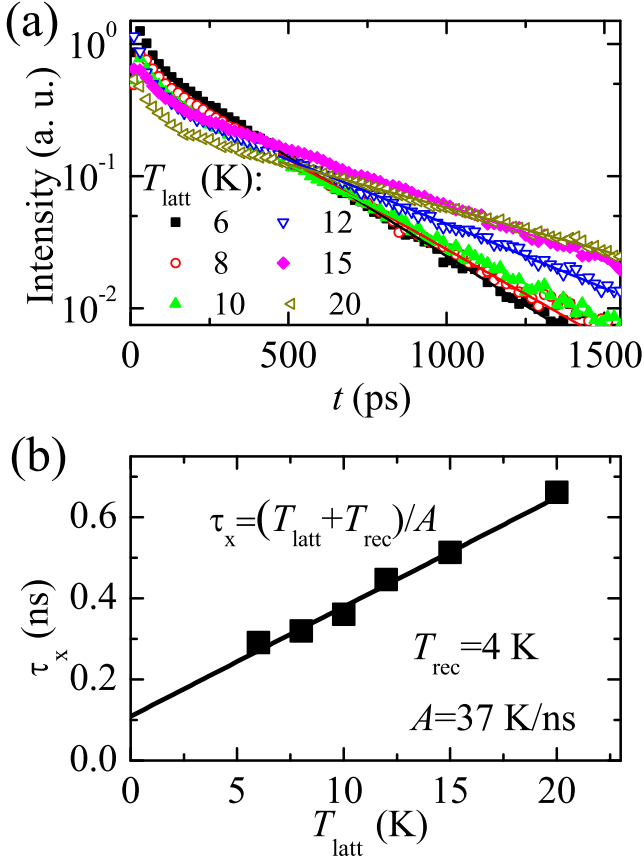 (a)
10⁰
10⁻¹
10⁻²
Intensity (a. u.)
T_latt (K):
6 12
8 15
10 20
0 500 1000 1500
t (ps)
(b)
0.6
0.4
0.2
0.0
τ_x (ns)
τ_x=(T_latt+T_rec)/A
T_rec=4 K
A=37 K/ns
0 5 10 15 20
T_latt (K)